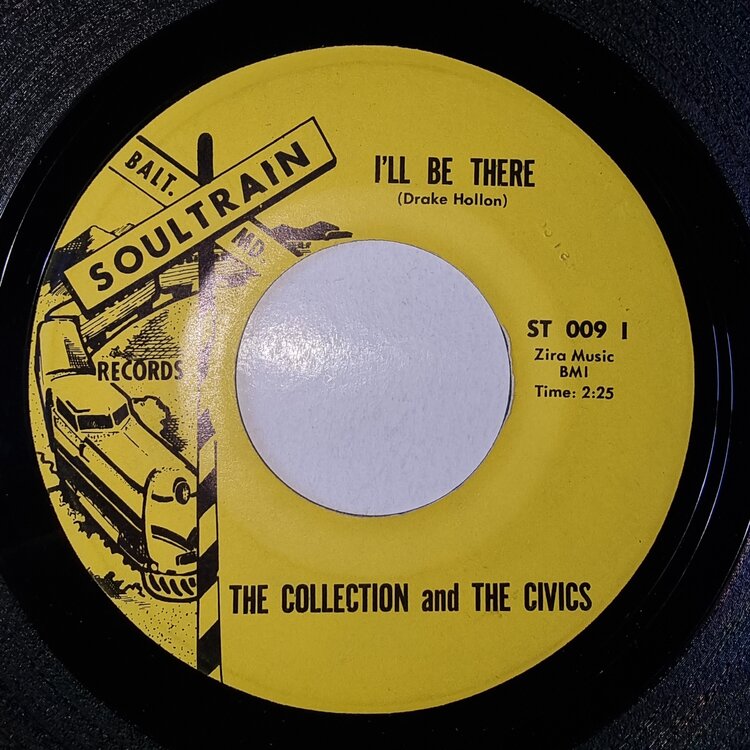 BALT.
SOULTRAIN
MD
RECORDS
I'LL BE THERE
(Drake Hollon)
ST 009 I
Zira Music
BMI
Time: 2:25
THE COLLECTION and THE CIVICS